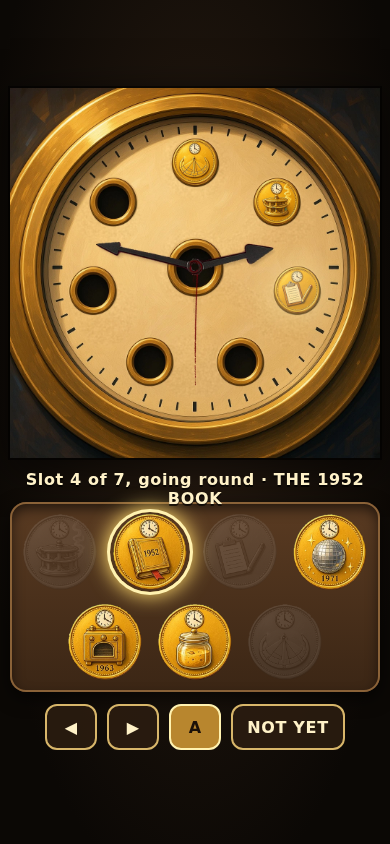 Slot 4 of 7, going round · THE 1952
BOOK
1952
1971
1963
◀ ▶ A NOT YET